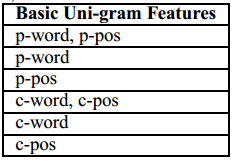 Basic Uni-gram Features
p-word, p-pos
p-word
p-pos
c-word, c-pos
c-word
c-pos